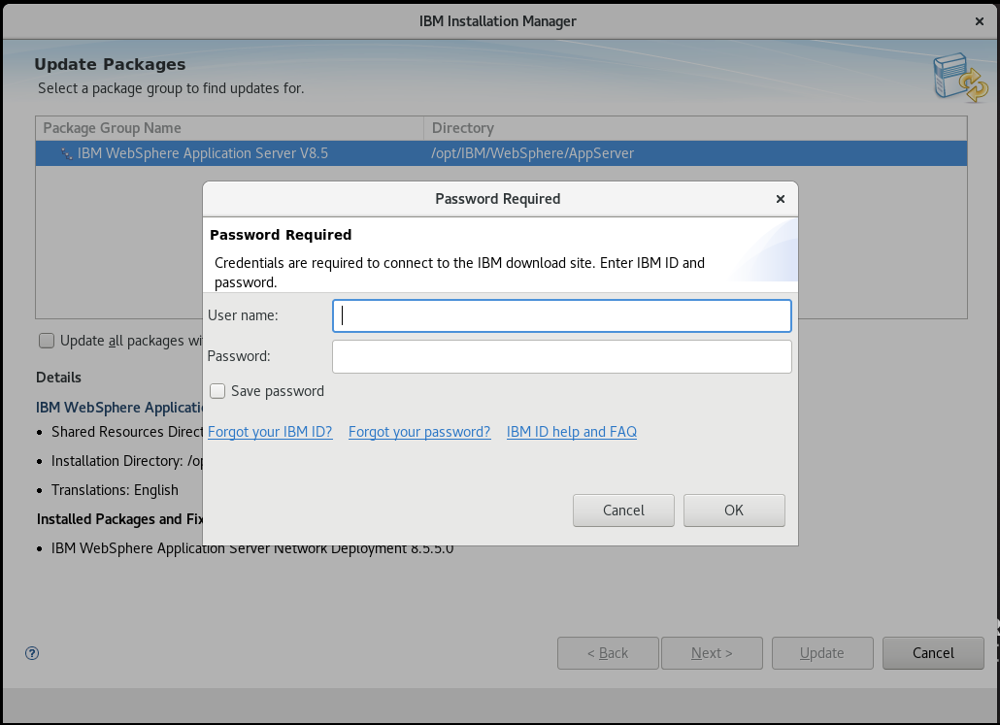 IBM Installation Manager
Update Packages
Select a package group to find updates for.
Package Group Name Directory
IBM WebSphere Application Server V8.5 /opt/IBM/WebSphere/AppServer
Password Required
Password Required
Credentials are required to connect to the IBM download site. Enter IBM ID and
password.
User name:
Update all packages wi
Password:
Save password
Details
IBM WebSphere Applicatio
Shared Resources Direct
Forgot your IBM ID? Forgot your password? IBM ID help and FAQ
Installation Directory: /op
Translations: English
Cancel OK
Installed Packages and Fix
IBM WebSphere Application Server Network Deployment 8.5.5.0
< Back Next > Update Cancel